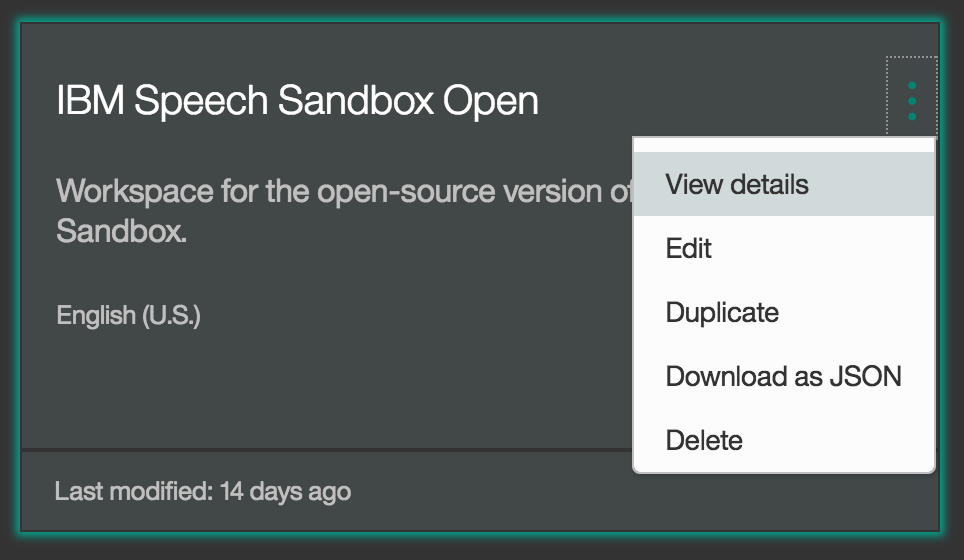 IBM Speech Sandbox Open
Workspace for the open-source version of
Sandbox.
English (U.S.)
View details
Edit
Duplicate
Download as JSON
Delete
Last modified: 14 days ago